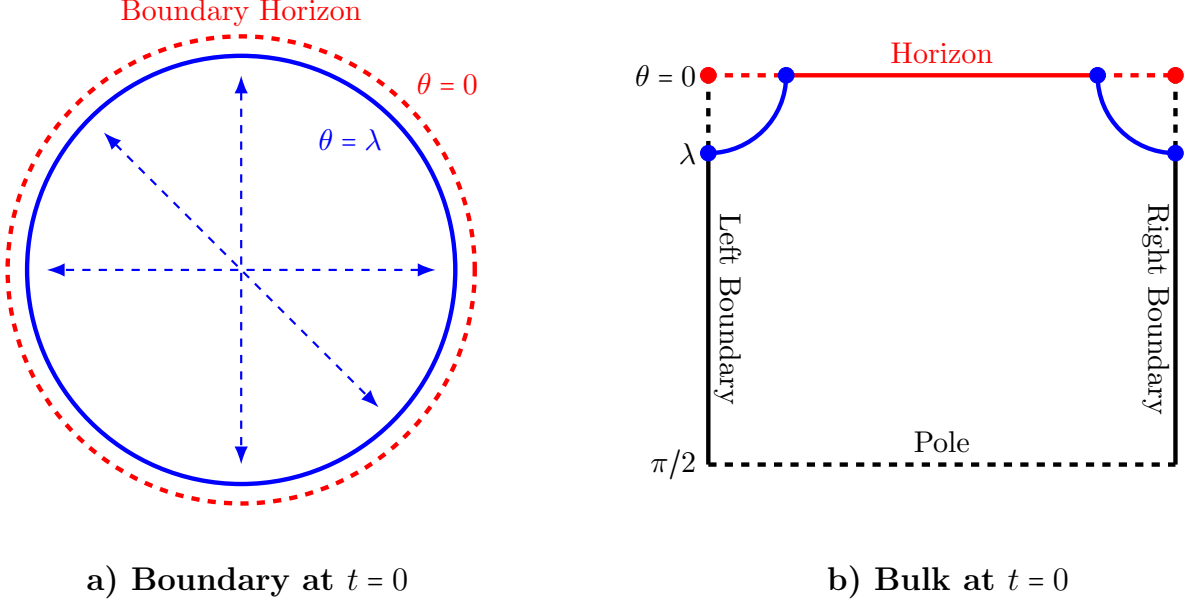 Boundary Horizon
θ = 0
θ = λ
a) Boundary at t = 0
Horizon
θ = 0
λ
Left Boundary
Right Boundary
Pole
π/2
b) Bulk at t = 0